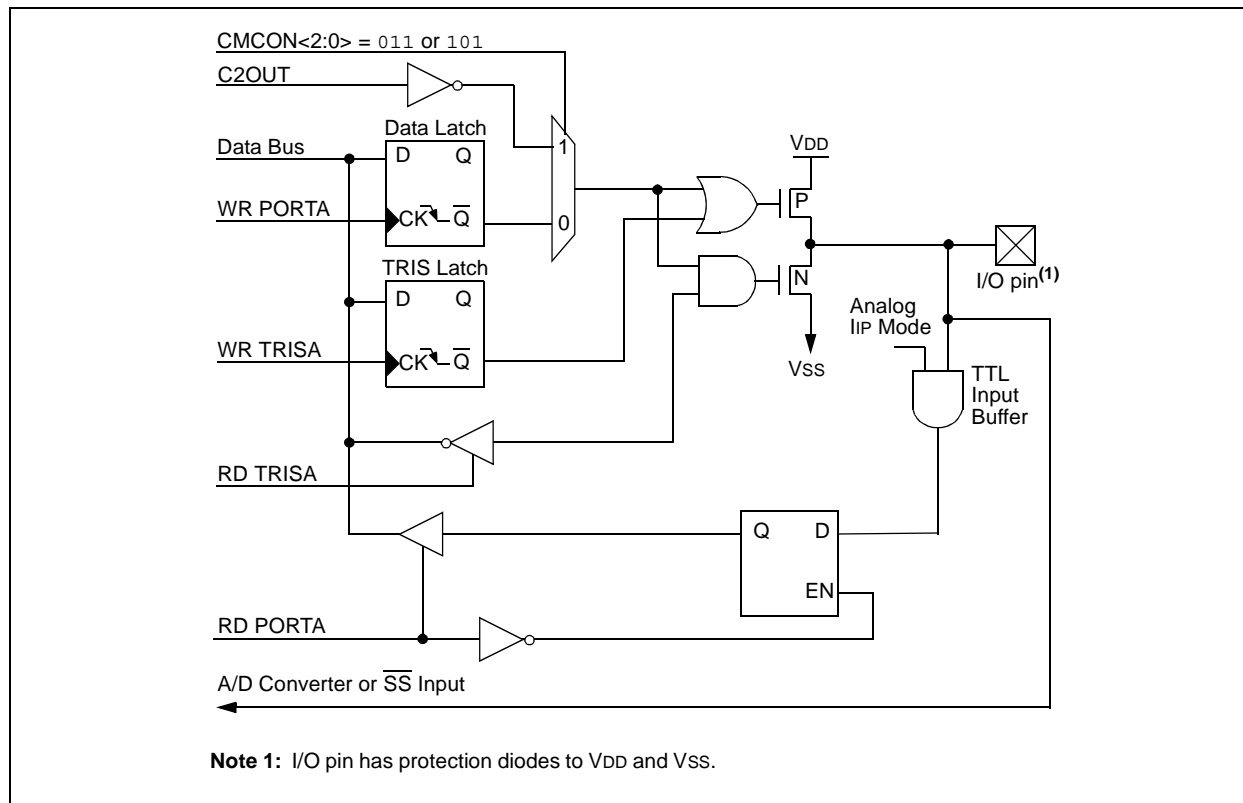 CMCON<2:0> = 011 or 101
C2OUT
Data Bus
Data Latch
D Q
WR PORTA
CK Q̅
1
0
VDD
P
N
VSS
I/O pin(1)
TRIS Latch
D Q
WR TRISA
CK Q̅
Analog
IIP Mode
TTL
Input
Buffer
RD TRISA
Q D
EN
RD PORTA
A/D Converter or S̅S̅ Input
Note 1: I/O pin has protection diodes to VDD and VSS.